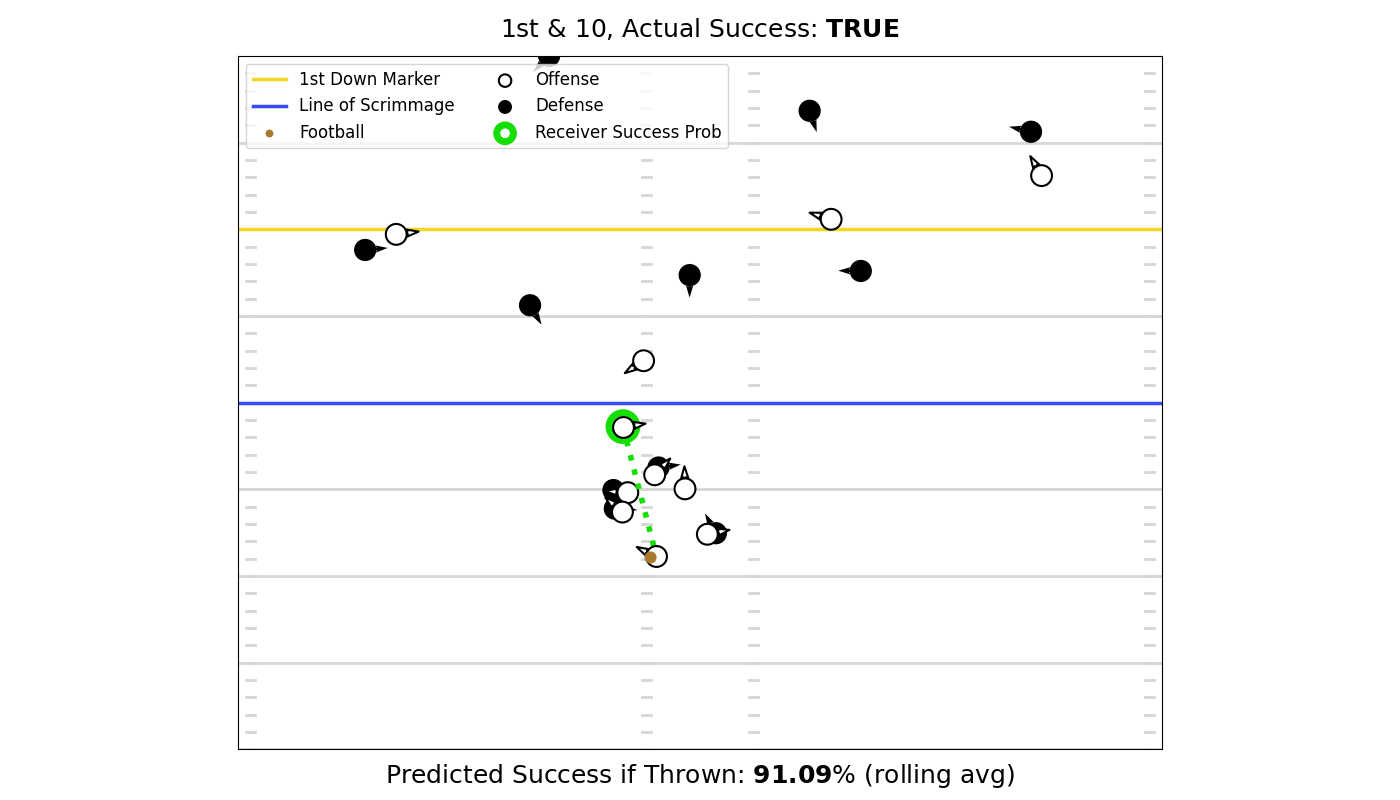 1st & 10, Actual Success: TRUE
1st Down Marker
Line of Scrimmage
Football
Offense
Defense
Receiver Success Prob
Predicted Success if Thrown: 91.09% (rolling avg)